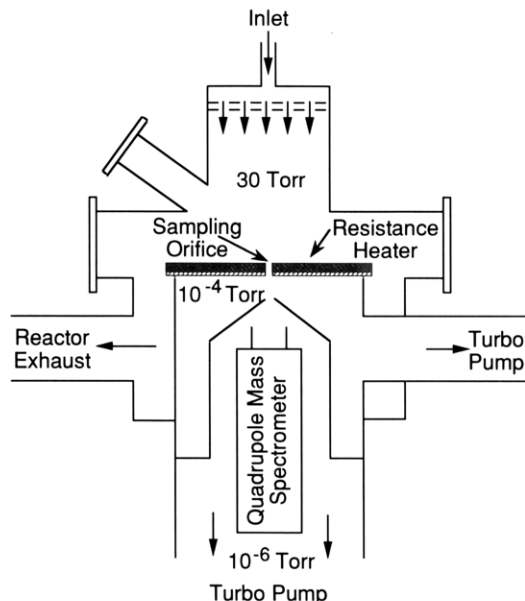 Inlet
30 Torr
Sampling
Orifice
Resistance
Heater
10⁻⁴ Torr
Reactor
Exhaust
Turbo
Pump
Quadrupole Mass
Spectrometer
10⁻⁶ Torr
Turbo Pump